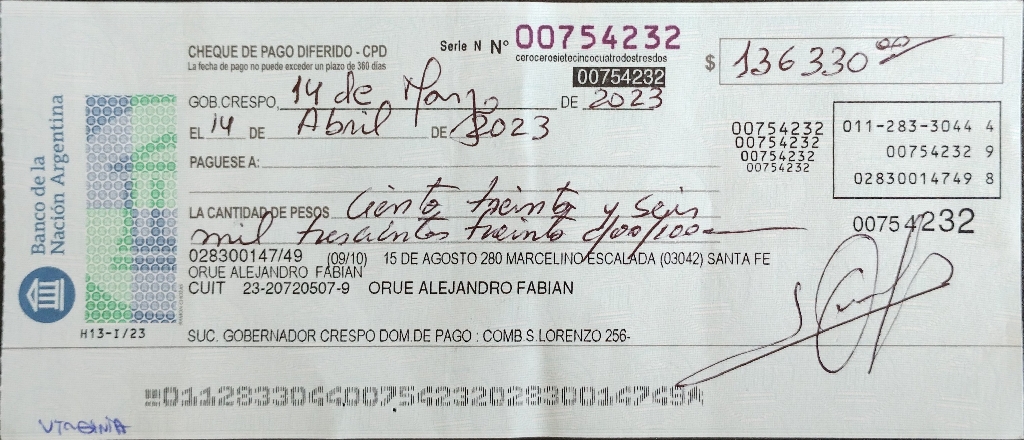 CHEQUE DE PAGO DIFERIDO - CPD
La fecha de pago no puede exceder un plazo de 360 dias
Serie N Nº 00754232
cerocerosietecincocuatrodostresdos
00754232
$ 136330
GOB.CRESPO, 14 de Marzo DE 2023
EL 14 DE Abril DE 2023
PAGUESE A:
LA CANTIDAD DE PESOS Ciento treinta y seis
mil trescientos treinta c/00/100
00754232
00754232
00754232
00754232
011-283-3044 4
00754232 9
02830014749 8
00754232
028300147/49 (09/10) 15 DE AGOSTO 280 MARCELINO ESCALADA (03042) SANTA FE
ORUE ALEJANDRO FABIAN
CUIT 23-20720507-9 ORUE ALEJANDRO FABIAN
SUC. GOBERNADOR CRESPO DOM.DE PAGO : COMB S.LORENZO 256-
Banco de la
Nación Argentina
H13-I/23
01128330440075423202830014749